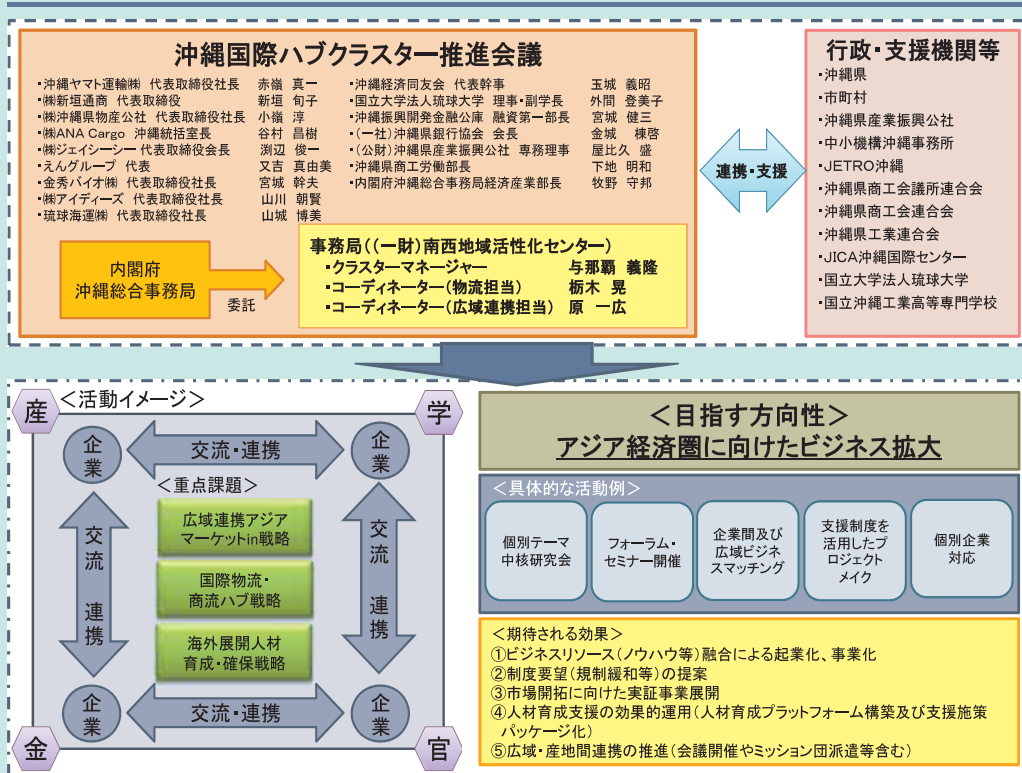 沖縄国際ハブクラスター推進会議
・沖縄ヤマト運輸㈱ 代表取締役社長 赤嶺 真一
・㈱新垣通商 代表取締役 新垣 旬子
・㈱沖縄県物産公社 代表取締役社長 小嶺 淳
・㈱ANA Cargo 沖縄統括室長 谷村 昌樹
・㈱ジェイシーシー 代表取締役会長 渕辺 俊一
・えんグループ 代表 又吉 真由美
・金秀バイオ㈱ 代表取締役社長 宮城 幹夫
・㈱アイディーズ 代表取締役社長 山川 朝賢
・琉球海運㈱ 代表取締役社長 山城 博美
・沖縄経済同友会 代表幹事 玉城 義昭
・国立大学法人琉球大学 理事・副学長 外間 登美子
・沖縄振興開発金融公庫 融資第一部長 宮城 健三
・(一社)沖縄県銀行協会 会長 金城 棟啓
・(公財)沖縄県産業振興公社 専務理事 屋比久 盛
・沖縄県商工労働部長 下地 明和
・内閣府沖縄総合事務局経済産業部長 牧野 守邦
内閣府
沖縄総合事務局
委託
事務局((一財)南西地域活性化センター)
・クラスターマネージャー 与那覇 義隆
・コーディネーター(物流担当) 栃木 晃
・コーディネーター(広域連携担当) 原 一広
連携・支援
行政・支援機関等
・沖縄県
・市町村
・沖縄県産業振興公社
・中小機構沖縄事務所
・JETRO沖縄
・沖縄県商工会議所連合会
・沖縄県商工会連合会
・沖縄県工業連合会
・JICA沖縄国際センター
・国立大学法人琉球大学
・国立沖縄工業高等専門学校
産
<活動イメージ>
学
企業
交流・連携
企業
<重点課題>
広域連携アジア
マーケットin戦略
国際物流・
商流ハブ戦略
海外展開人材
育成・確保戦略
交流 連携
交流 連携
企業
交流・連携
企業
金
官
<目指す方向性>
アジア経済圏に向けたビジネス拡大
<具体的な活動例>
個別テーマ
中核研究会
フォーラム・
セミナー開催
企業間及び
広域ビジネ
スマッチング
支援制度を
活用したプ
ロジェクト
メイク
個別企業
対応
<期待される効果>
①ビジネスリソース(ノウハウ等)融合による起業化、事業化
②制度要望(規制緩和等)の提案
③市場開拓に向けた実証事業展開
④人材育成支援の効果的運用(人材育成プラットフォーム構築及び支援施策
パッケージ化)
⑤広域・産地間連携の推進(会議開催やミッション団派遣等含む)